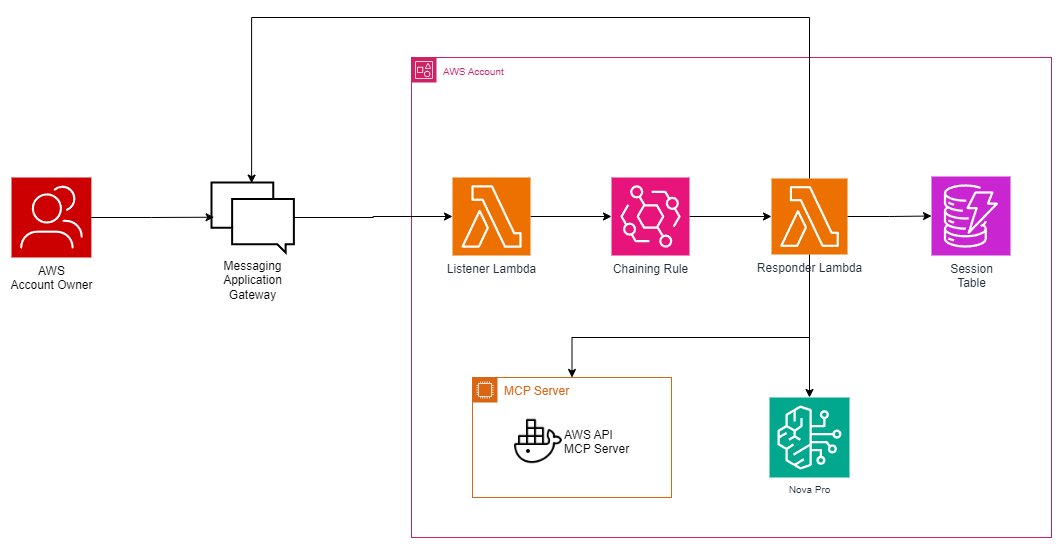 AWS Account
AWS
Account Owner
Messaging
Application
Gateway
Listener Lambda
Chaining Rule
Responder Lambda
Session
Table
MCP Server
AWS API
MCP Server
Nova Pro